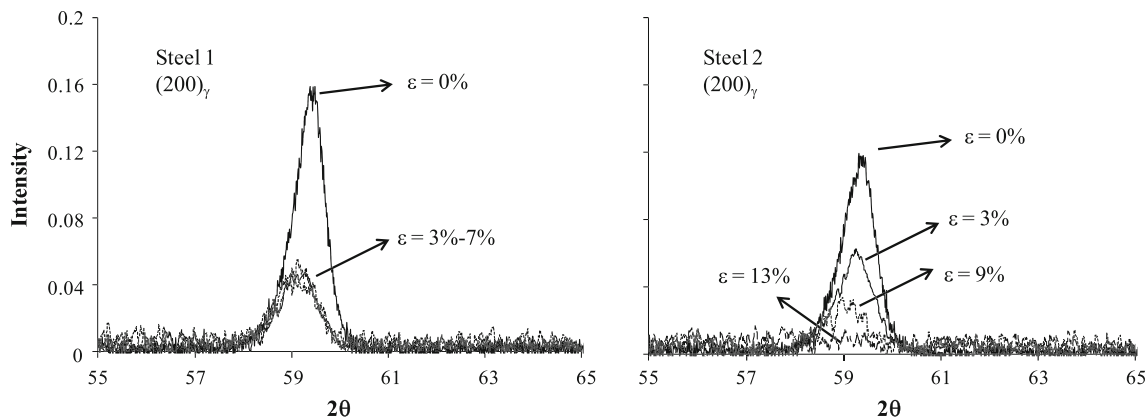 0.2
0.16
0.12
0.08
0.04
0
Intensity
Steel 1
(200)γ
ε = 0%
ε = 3%-7%
55 57 59 61 63 65
2θ
Steel 2
(200)γ
ε = 0%
ε = 3%
ε = 9%
ε = 13%
55 57 59 61 63 65
2θ